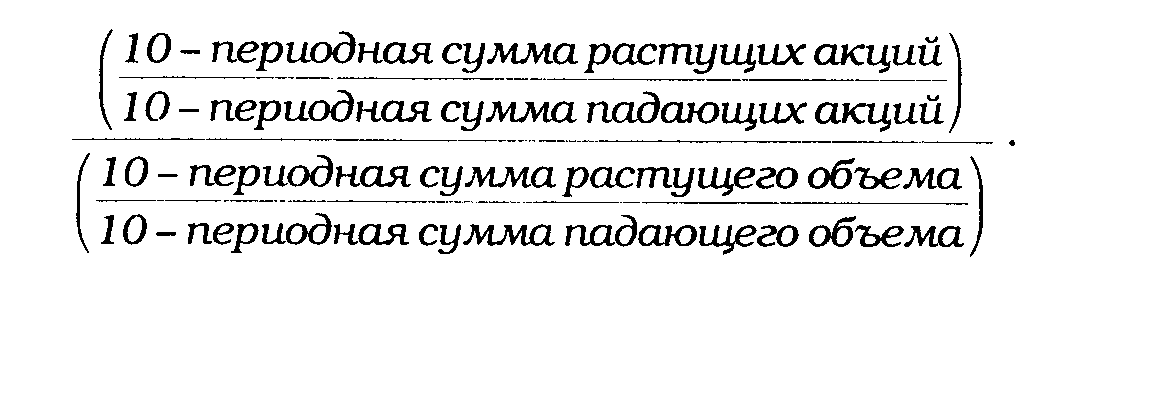 10 – периодная сумма растущих акций
10 – периодная сумма падающих акций
10 – периодная сумма растущего объема
10 – периодная сумма падающего объема